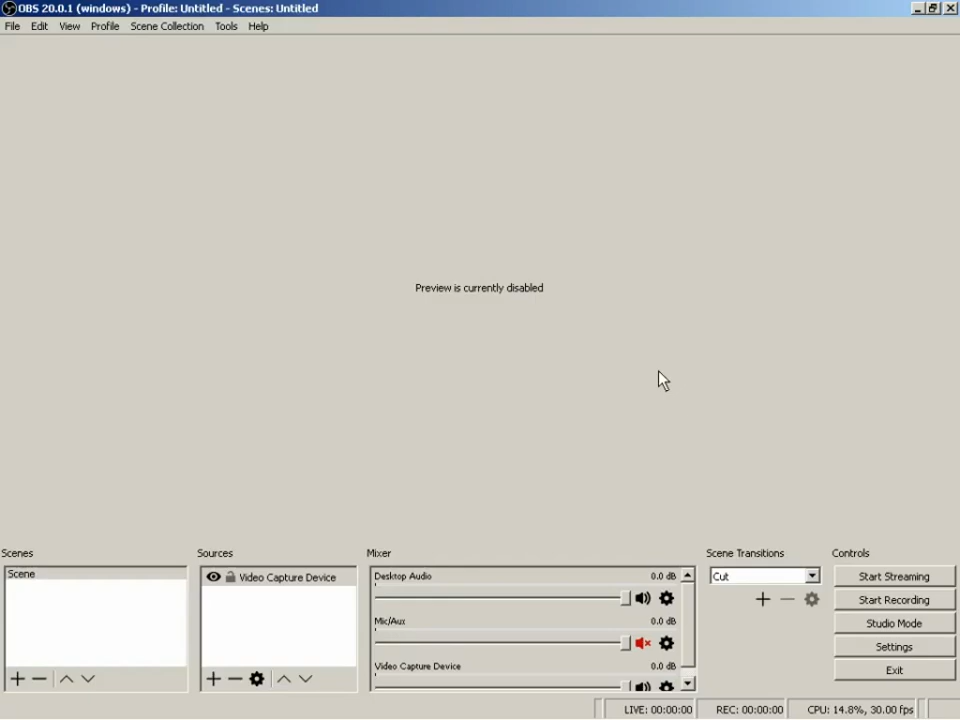 OBS 20.0.1 (windows) - Profile: Untitled - Scenes: Untitled
File Edit View Profile Scene Collection Tools Help
Preview is currently disabled
Scenes
Scene
Sources
Video Capture Device
Mixer
Desktop Audio 0.0 dB
Mic/Aux 0.0 dB
Video Capture Device 0.0 dB
Scene Transitions
Cut
Controls
Start Streaming
Start Recording
Studio Mode
Settings
Exit
LIVE: 00:00:00 REC: 00:00:00 CPU: 14.8%, 30.00 fps